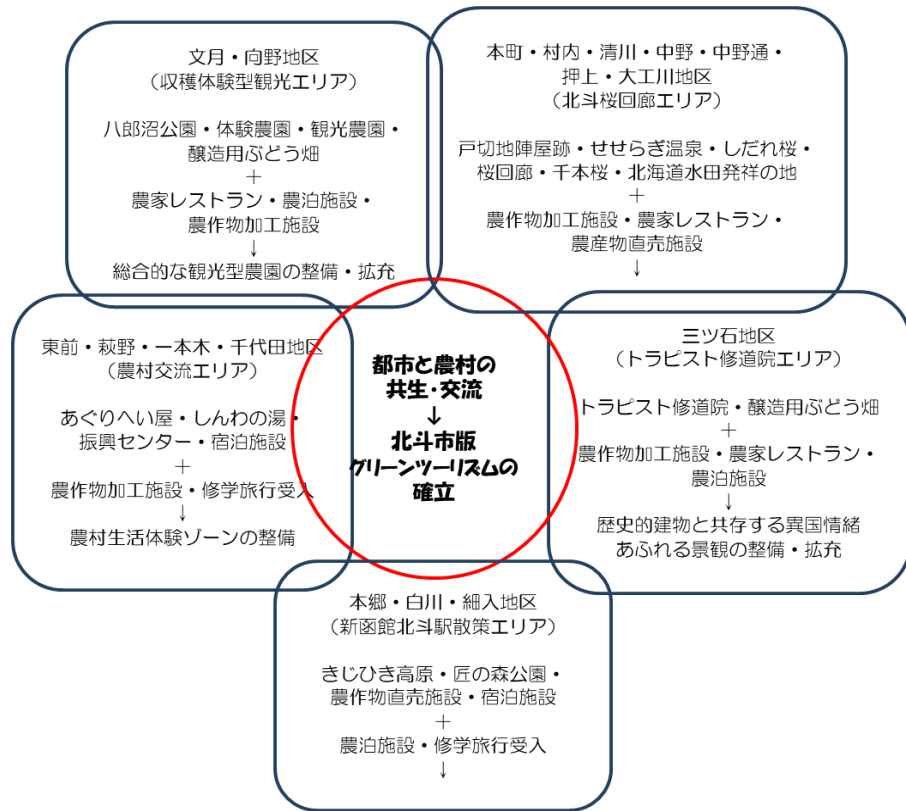 文月・向野地区
（収穫体験型観光エリア）
八郎沼公園・体験農園・観光農園・
醸造用ぶどう畑
＋
農家レストラン・農泊施設・
農作物加工施設
↓
総合的な観光型農園の整備・拡充
本町・村内・清川・中野・中野通・
押上・大工川地区
（北斗桜回廊エリア）
戸切地陣屋跡・せせらぎ温泉・しだれ桜・
桜回廊・千本桜・北海道水田発祥の地
＋
農作物加工施設・農家レストラン・
農産物直売施設
↓
東前・萩野・一本木・千代田地区
（農村交流エリア）
あぐりへい屋・しんわの湯・
振興センター・宿泊施設
＋
農作物加工施設・修学旅行受入
↓
農村生活体験ゾーンの整備
都市と農村の
共生・交流
↓
北斗市版
グリーンツーリズムの
確立
三ツ石地区
（トラピスト修道院エリア）
トラピスト修道院・醸造用ぶどう畑
＋
農作物加工施設・農家レストラン・
農泊施設
↓
歴史的建物と共存する異国情緒
あふれる景観の整備・拡充
本郷・白川・細入地区
（新函館北斗駅散策エリア）
きじひき高原・匠の森公園・
農作物直売施設・宿泊施設
＋
農泊施設・修学旅行受入
↓